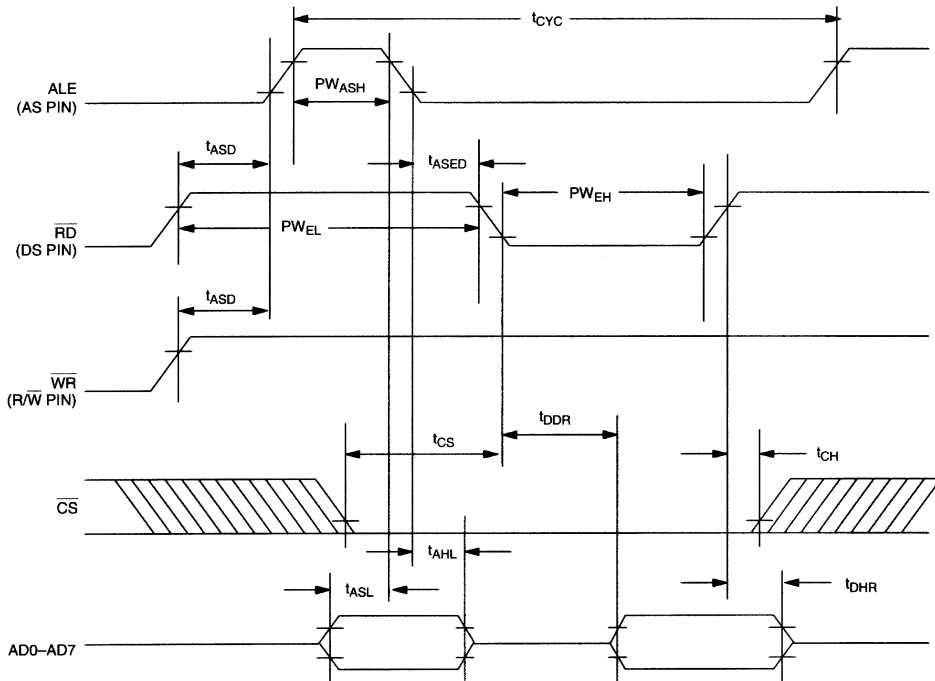 tCYC
ALE
(AS PIN)
PWASH
tASD
tASED
RD
(DS PIN)
PWEL
PWEH
tASD
WR
(R/W PIN)
tCS
tDDR
tCH
CS
tAHL
tASL
tDHR
AD0–AD7